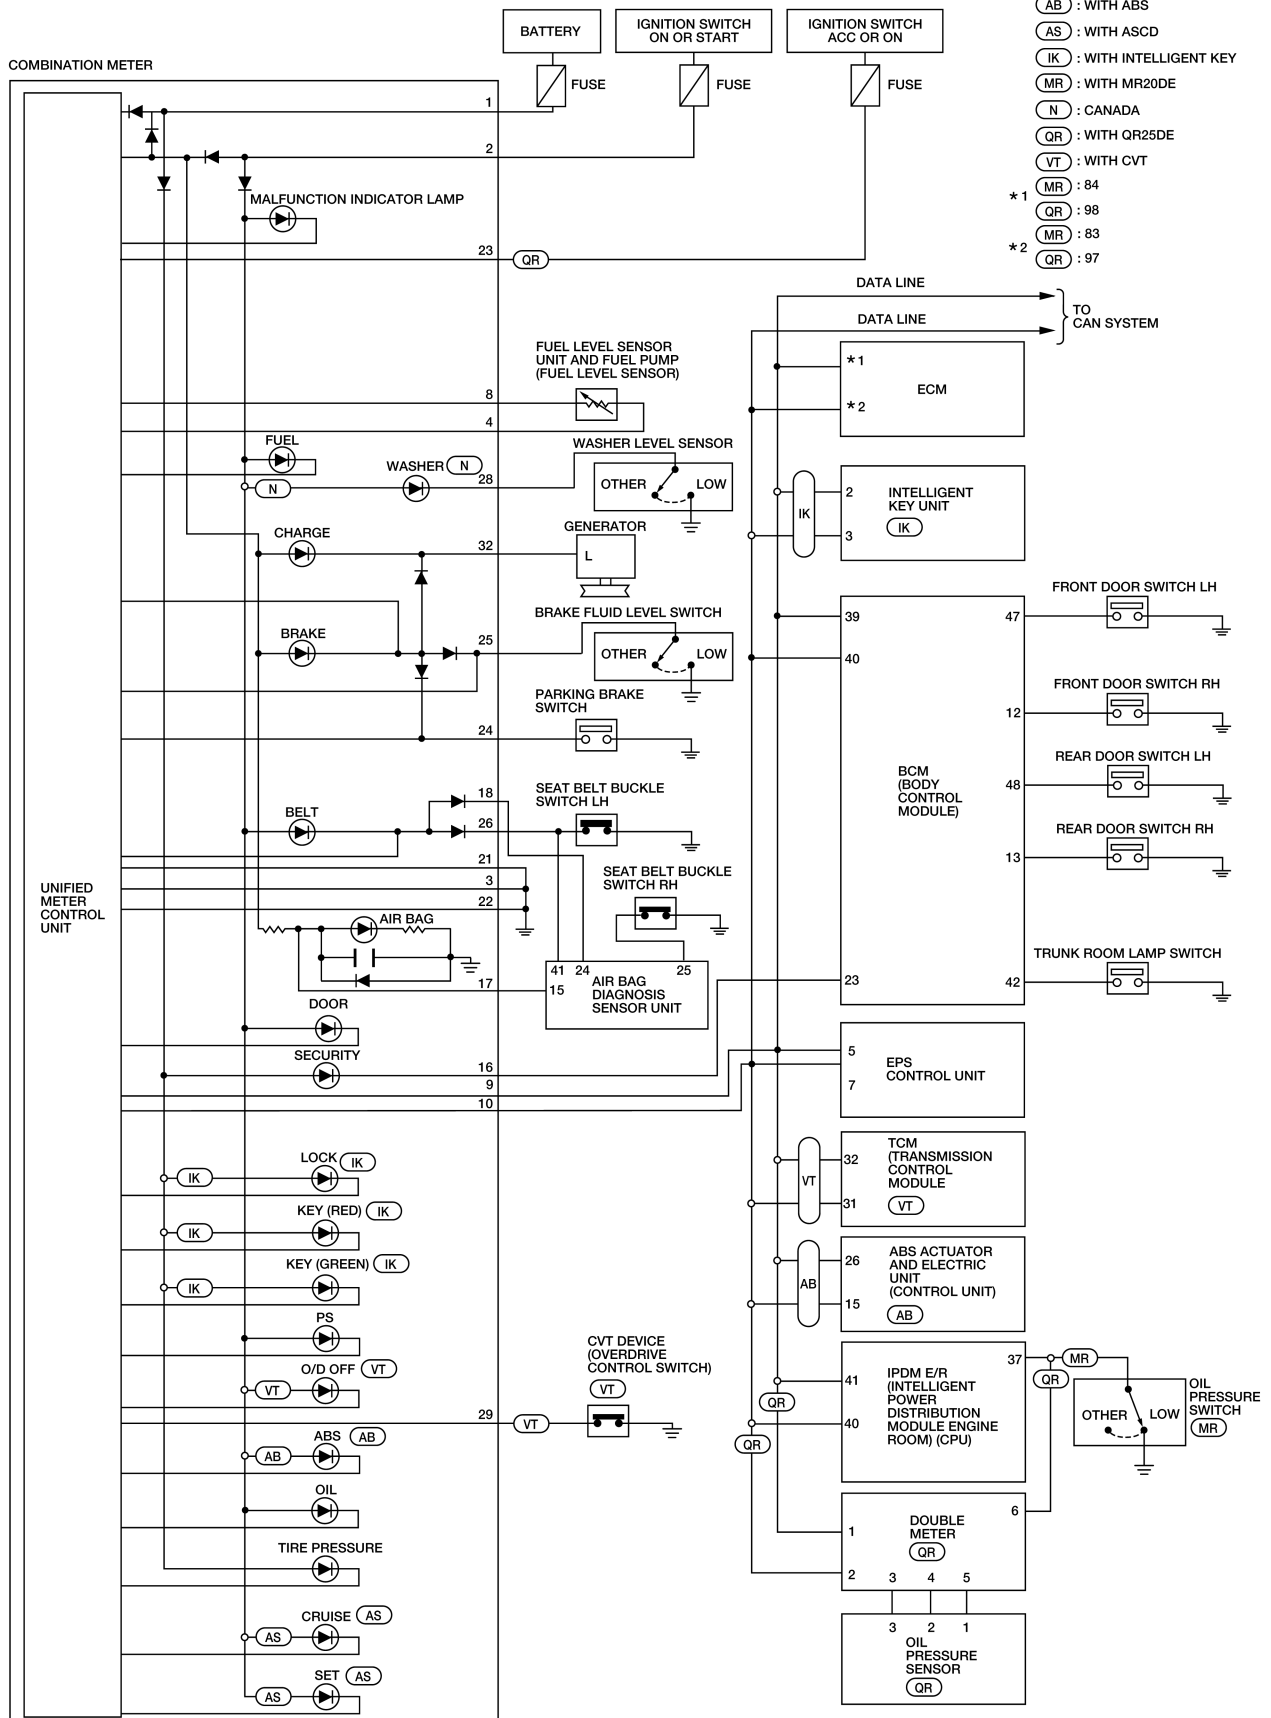 AB : WITH ABS
AS : WITH ASCD
IK : WITH INTELLIGENT KEY
MR : WITH MR20DE
N : CANADA
QR : WITH QR25DE
VT : WITH CVT
*1
MR : 84
QR : 98
*2
MR : 83
QR : 97
BATTERY
IGNITION SWITCH
ON OR START
IGNITION SWITCH
ACC OR ON
FUSE
FUSE
FUSE
COMBINATION METER
1
2
MALFUNCTION INDICATOR LAMP
23
QR
DATA LINE
DATA LINE
TO
CAN SYSTEM
FUEL LEVEL SENSOR
UNIT AND FUEL PUMP
(FUEL LEVEL SENSOR)
8
4
*1
*2
ECM
FUEL
N
WASHER N
28
WASHER LEVEL SENSOR
OTHER
LOW
IK
2
3
INTELLIGENT
KEY UNIT
IK
CHARGE
32
GENERATOR
L
BRAKE
25
BRAKE FLUID LEVEL SWITCH
OTHER
LOW
PARKING BRAKE
SWITCH
24
39
40
47
12
48
13
23
42
BCM
(BODY
CONTROL
MODULE)
FRONT DOOR SWITCH LH
FRONT DOOR SWITCH RH
REAR DOOR SWITCH LH
REAR DOOR SWITCH RH
TRUNK ROOM LAMP SWITCH
BELT
18
26
SEAT BELT BUCKLE
SWITCH LH
21
3
22
UNIFIED
METER
CONTROL
UNIT
SEAT BELT BUCKLE
SWITCH RH
AIR BAG
17
41
24
25
15
AIR BAG
DIAGNOSIS
SENSOR UNIT
DOOR
SECURITY
16
9
10
5
7
EPS
CONTROL UNIT
LOCK IK
IK
KEY (RED) IK
IK
KEY (GREEN) IK
IK
VT
32
31
TCM
(TRANSMISSION
CONTROL
MODULE
VT
AB
26
15
ABS ACTUATOR
AND ELECTRIC
UNIT
(CONTROL UNIT)
AB
PS
O/D OFF VT
VT
29
VT
CVT DEVICE
(OVERDRIVE
CONTROL SWITCH)
VT
QR
QR
41
40
37
IPDM E/R
(INTELLIGENT
POWER
DISTRIBUTION
MODULE ENGINE
ROOM) (CPU)
MR
QR
OTHER
LOW
OIL
PRESSURE
SWITCH
MR
ABS AB
AB
OIL
TIRE PRESSURE
1
2
6
DOUBLE
METER
QR
3
4
5
3
2
1
OIL
PRESSURE
SENSOR
QR
CRUISE AS
AS
SET AS
AS